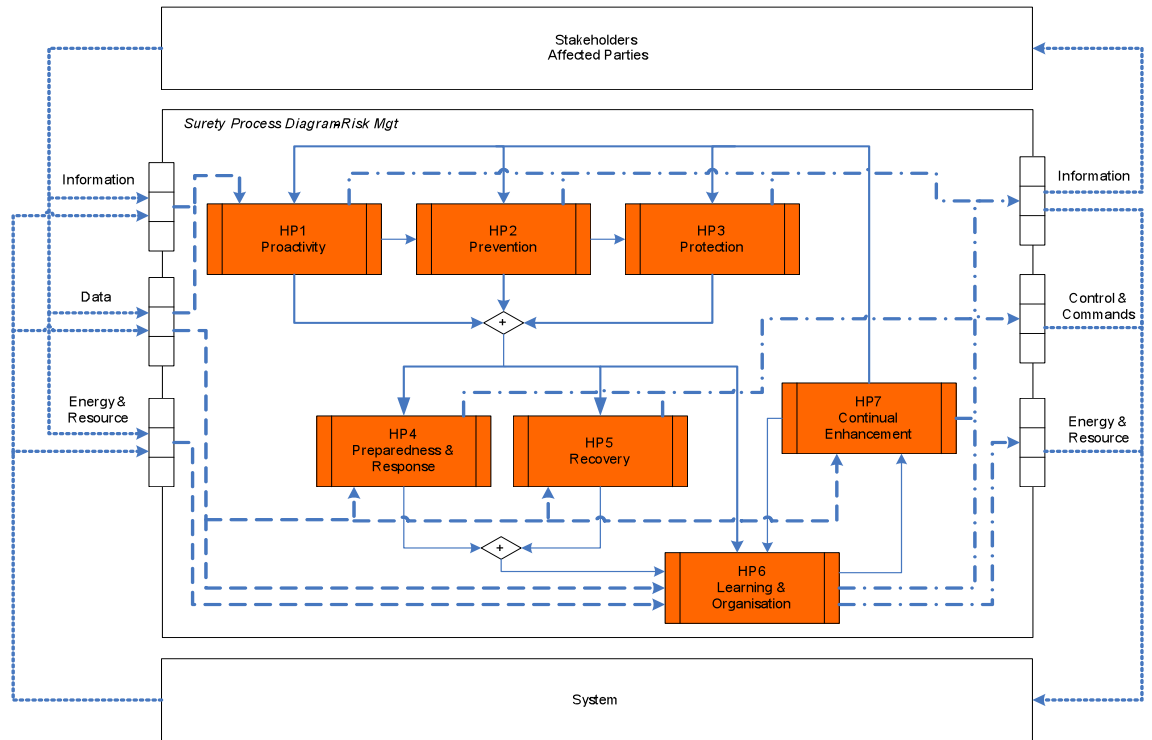 Stakeholders
Affected Parties
Surety Process Diagram-Risk Mgt
Information
Data
Energy &
Resource
HP1
Proactivity
HP2
Prevention
HP3
Protection
+
HP4
Preparedness &
Response
HP5
Recovery
HP7
Continual
Enhancement
+
HP6
Learning &
Organisation
Information
Control &
Commands
Energy &
Resource
System